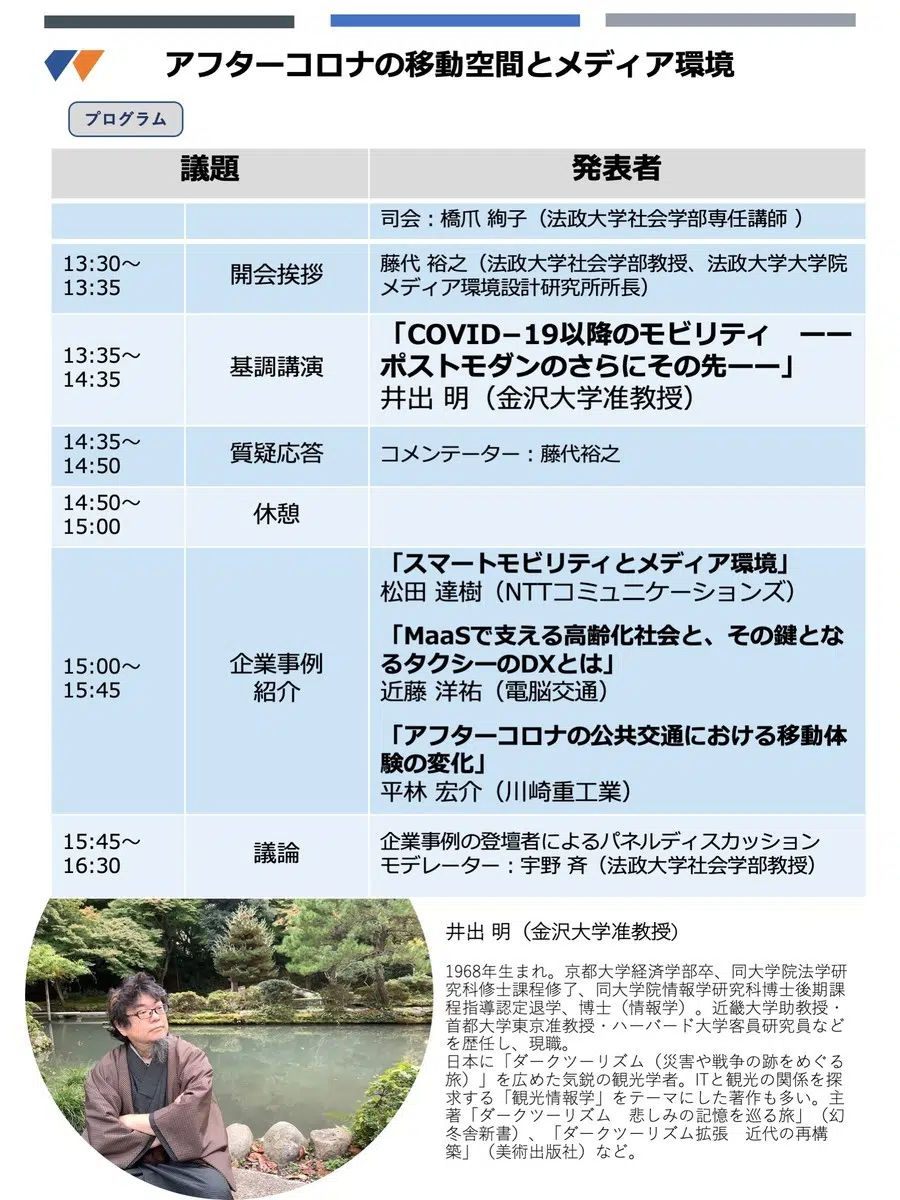 アフターコロナの移動空間とメディア環境
プログラム
議題
発表者
司会：橋爪 絢子（法政大学社会学部専任講師 ）
13:30～
13:35
開会挨拶
藤代 裕之（法政大学社会学部教授、法政大学大学院
メディア環境設計研究所所長）
13:35～
14:35
基調講演
「COVID–19以降のモビリティ　ーー
ポストモダンのさらにその先ーー」
井出 明（金沢大学准教授）
14:35～
14:50
質疑応答
コメンテーター：藤代裕之
14:50～
15:00
休憩
15:00～
15:45
企業事例
紹介
「スマートモビリティとメディア環境」
松田 達樹（NTTコミュニケーションズ）
「MaaSで支える高齢化社会と、その鍵とな
るタクシーのDXとは」
近藤 洋祐（電脳交通）
「アフターコロナの公共交通における移動体
験の変化」
平林 宏介（川崎重工業）
15:45～
16:30
議論
企業事例の登壇者によるパネルディスカッション
モデレーター：宇野 斉（法政大学社会学部教授）
井出 明（金沢大学准教授）
1968年生まれ。京都大学経済学部卒、同大学院法学研
究科修士課程修了、同大学院情報学研究科博士後期課
程指導認定退学、博士（情報学）。近畿大学助教授・
首都大学東京准教授・ハーバード大学客員研究員など
を歴任し、現職。
日本に「ダークツーリズム（災害や戦争の跡をめぐる
旅）」を広めた気鋭の観光学者。ITと観光の関係を探
求する「観光情報学」をテーマにした著作も多い。主
著「ダークツーリズム　悲しみの記憶を巡る旅」（幻
冬舎新書）、「ダークツーリズム拡張　近代の再構
築」（美術出版社）など。